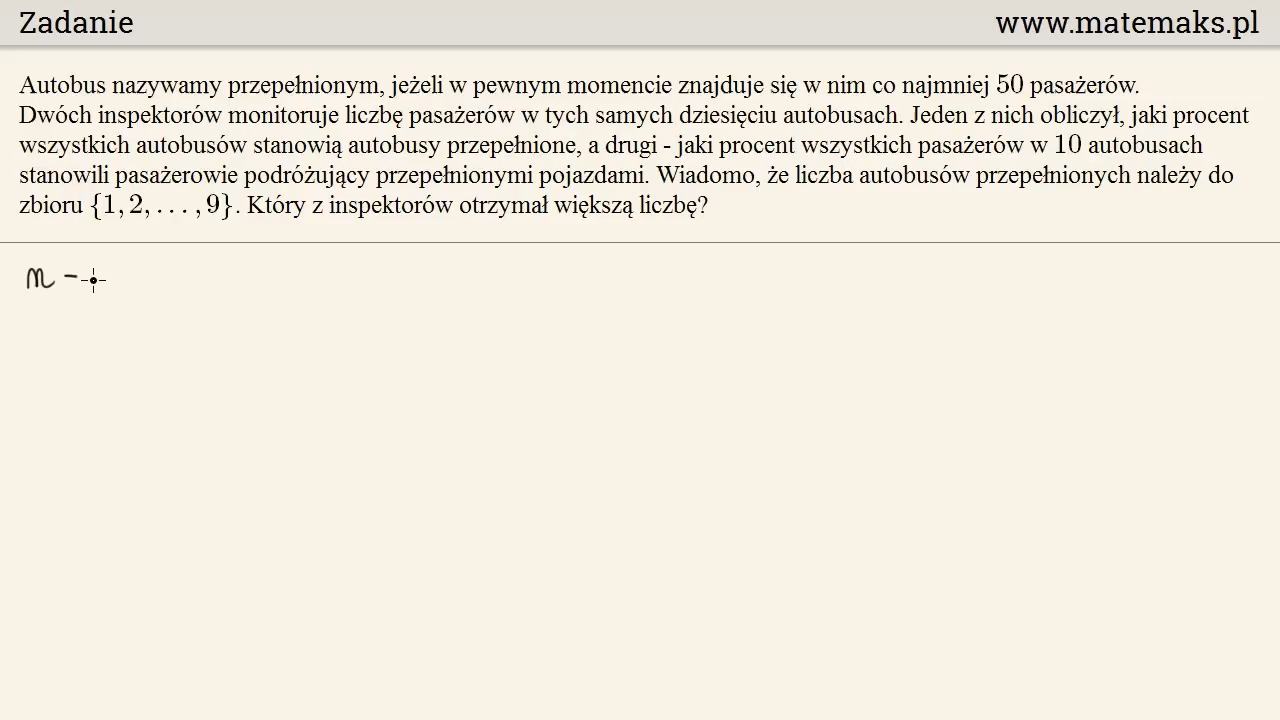 Zadanie
www.matemaks.pl
Autobus nazywamy przepełnionym, jeżeli w pewnym momencie znajduje się w nim co najmniej 50 pasażerów.
Dwóch inspektorów monitoruje liczbę pasażerów w tych samych dziesięciu autobusach. Jeden z nich obliczył, jaki procent
wszystkich autobusów stanowią autobusy przepełnione, a drugi - jaki procent wszystkich pasażerów w 10 autobusach
stanowili pasażerowie podróżujący przepełnionymi pojazdami. Wiadomo, że liczba autobusów przepełnionych należy do
zbioru {1, 2, . . . , 9}. Który z inspektorów otrzymał większą liczbę?
n -